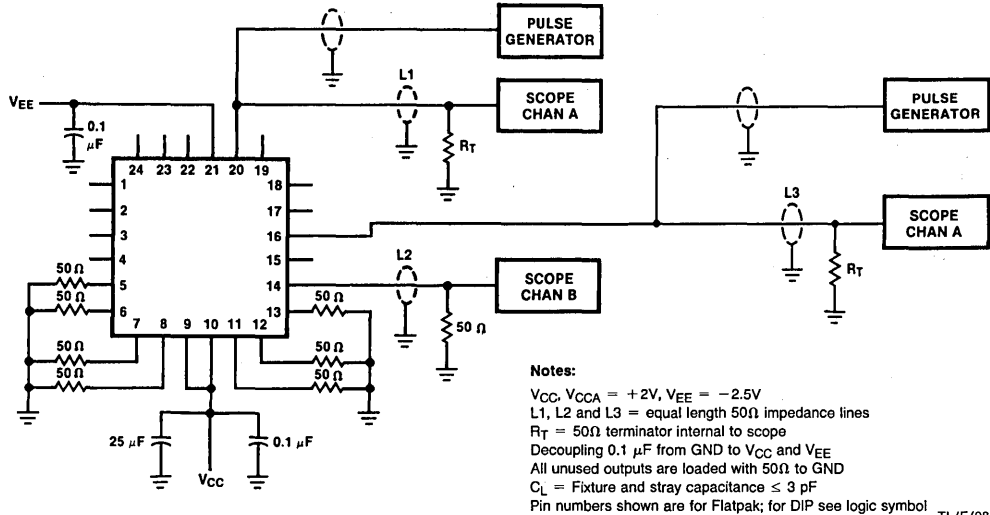 PULSE
GENERATOR
L1
SCOPE
CHAN A
RT
VEE
0.1
µF
PULSE
GENERATOR
24 23 22 21 20 19
1
2
3
4
5
6
18
17
16
15
14
13
7 8 9 10 11 12
L3
SCOPE
CHAN A
RT
L2
SCOPE
CHAN B
50 Ω
50 Ω
50 Ω
50 Ω
50 Ω
50 Ω
50 Ω
50 Ω
25 µF
0.1 µF
VCC
Notes:
VCC, VCCA = +2V, VEE = −2.5V
L1, L2 and L3 = equal length 50Ω impedance lines
RT = 50Ω terminator internal to scope
Decoupling 0.1 µF from GND to VCC and VEE
All unused outputs are loaded with 50Ω to GND
CL = Fixture and stray capacitance ≤ 3 pF
Pin numbers shown are for Flatpak; for DIP see logic symbol